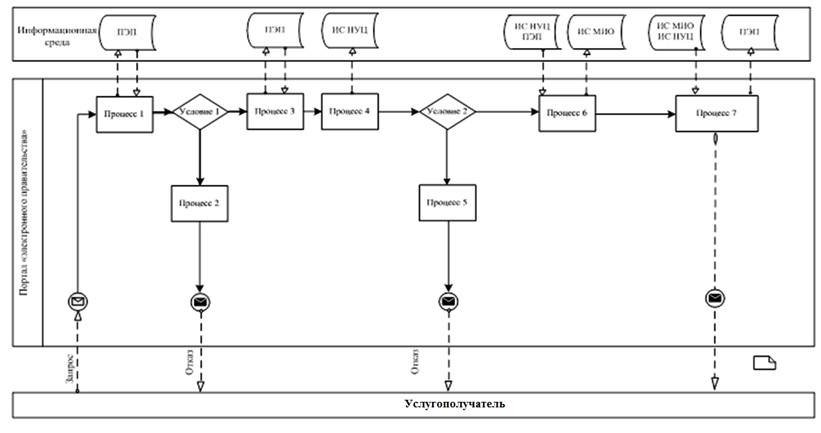 Информационная
среда
ПЭП
ПЭП
ИС НУЦ
ИС НУЦ
ПЭП
ИС МИО
ИС МИО
ИС НУЦ
ПЭП
Портал «электронного правительства»
Процесс 1
Условие 1
Процесс 3
Процесс 4
Условие 2
Процесс 6
Процесс 7
Процесс 2
Процесс 5
Запрос
Отказ
Отказ
Услугополучатель